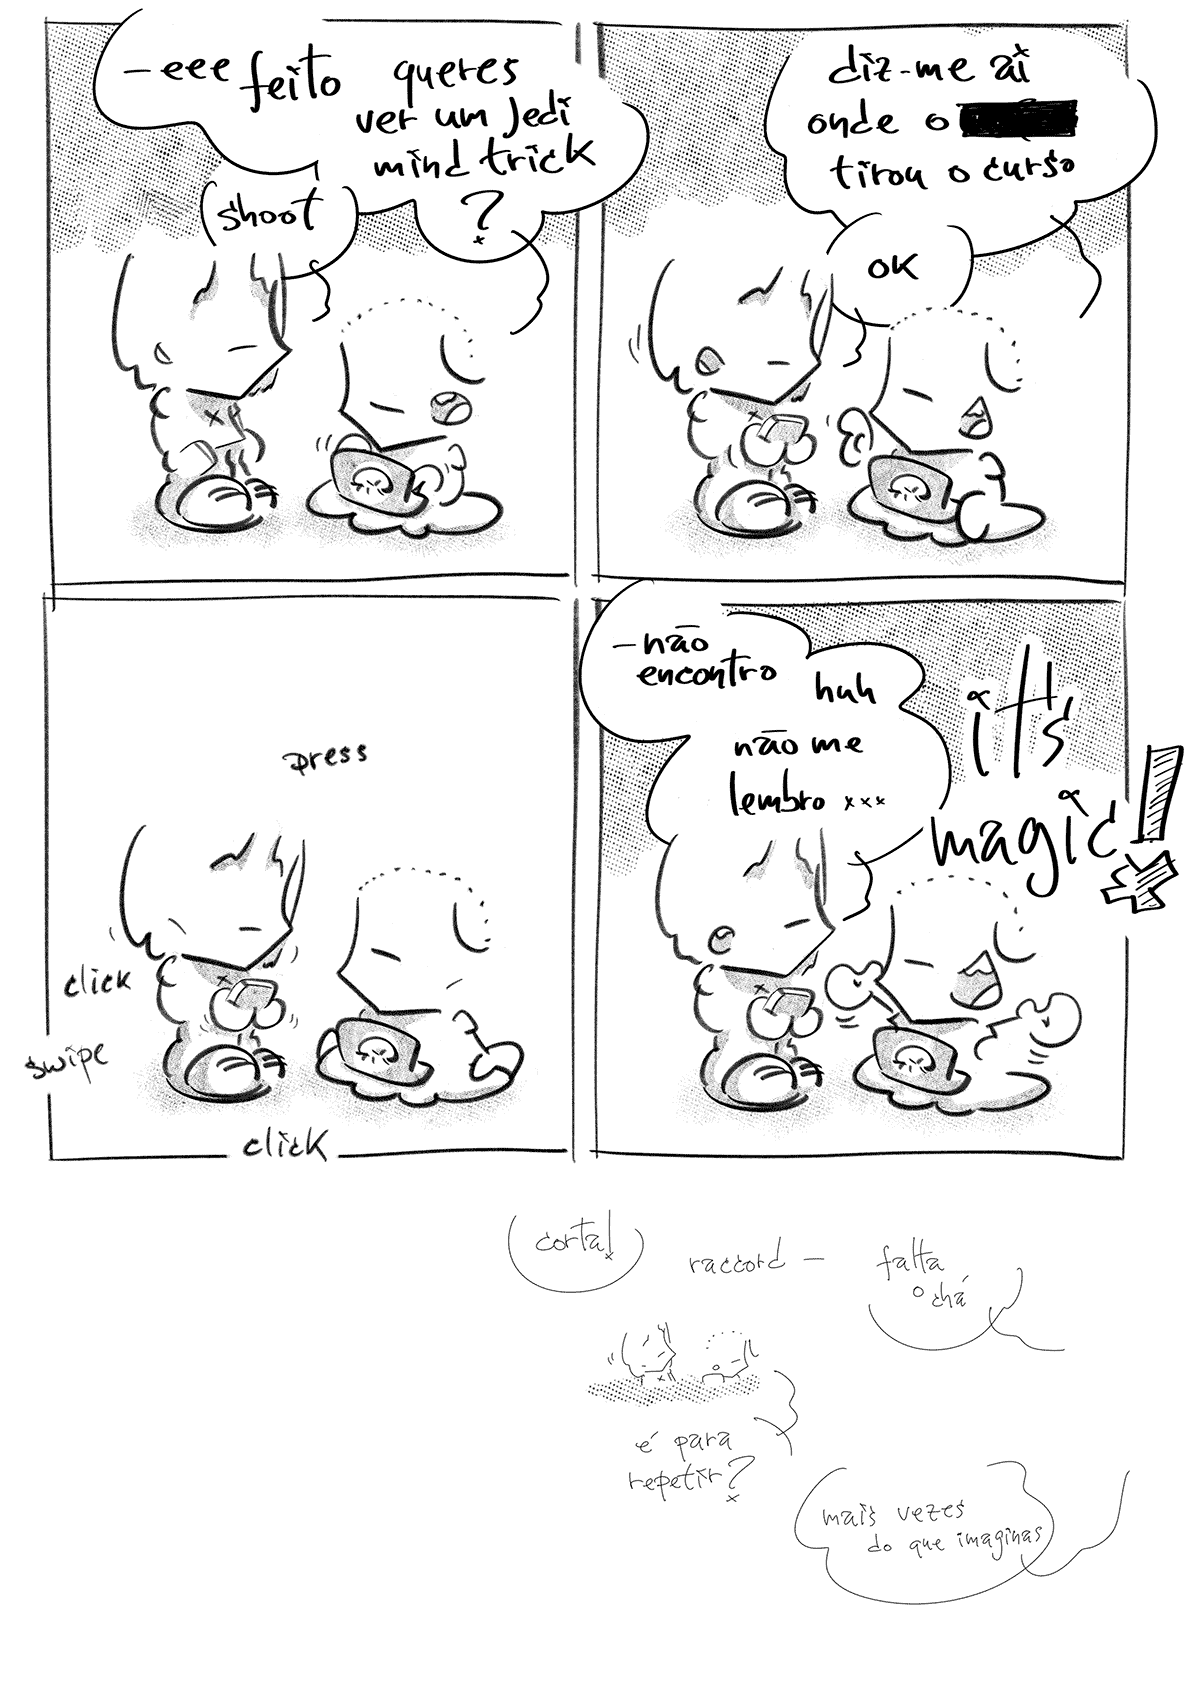 -eee feito queres
ver um Jedi
mind trick
?
shoot
diz-me aí
onde o
tirou o curso
OK
press
click
swipe
click
-não
encontro
huh
não me
lembro xxx
it's
magic!
corta!
raccord -
falta
o chá
é para
repetir?
mais vezes
do que imaginas